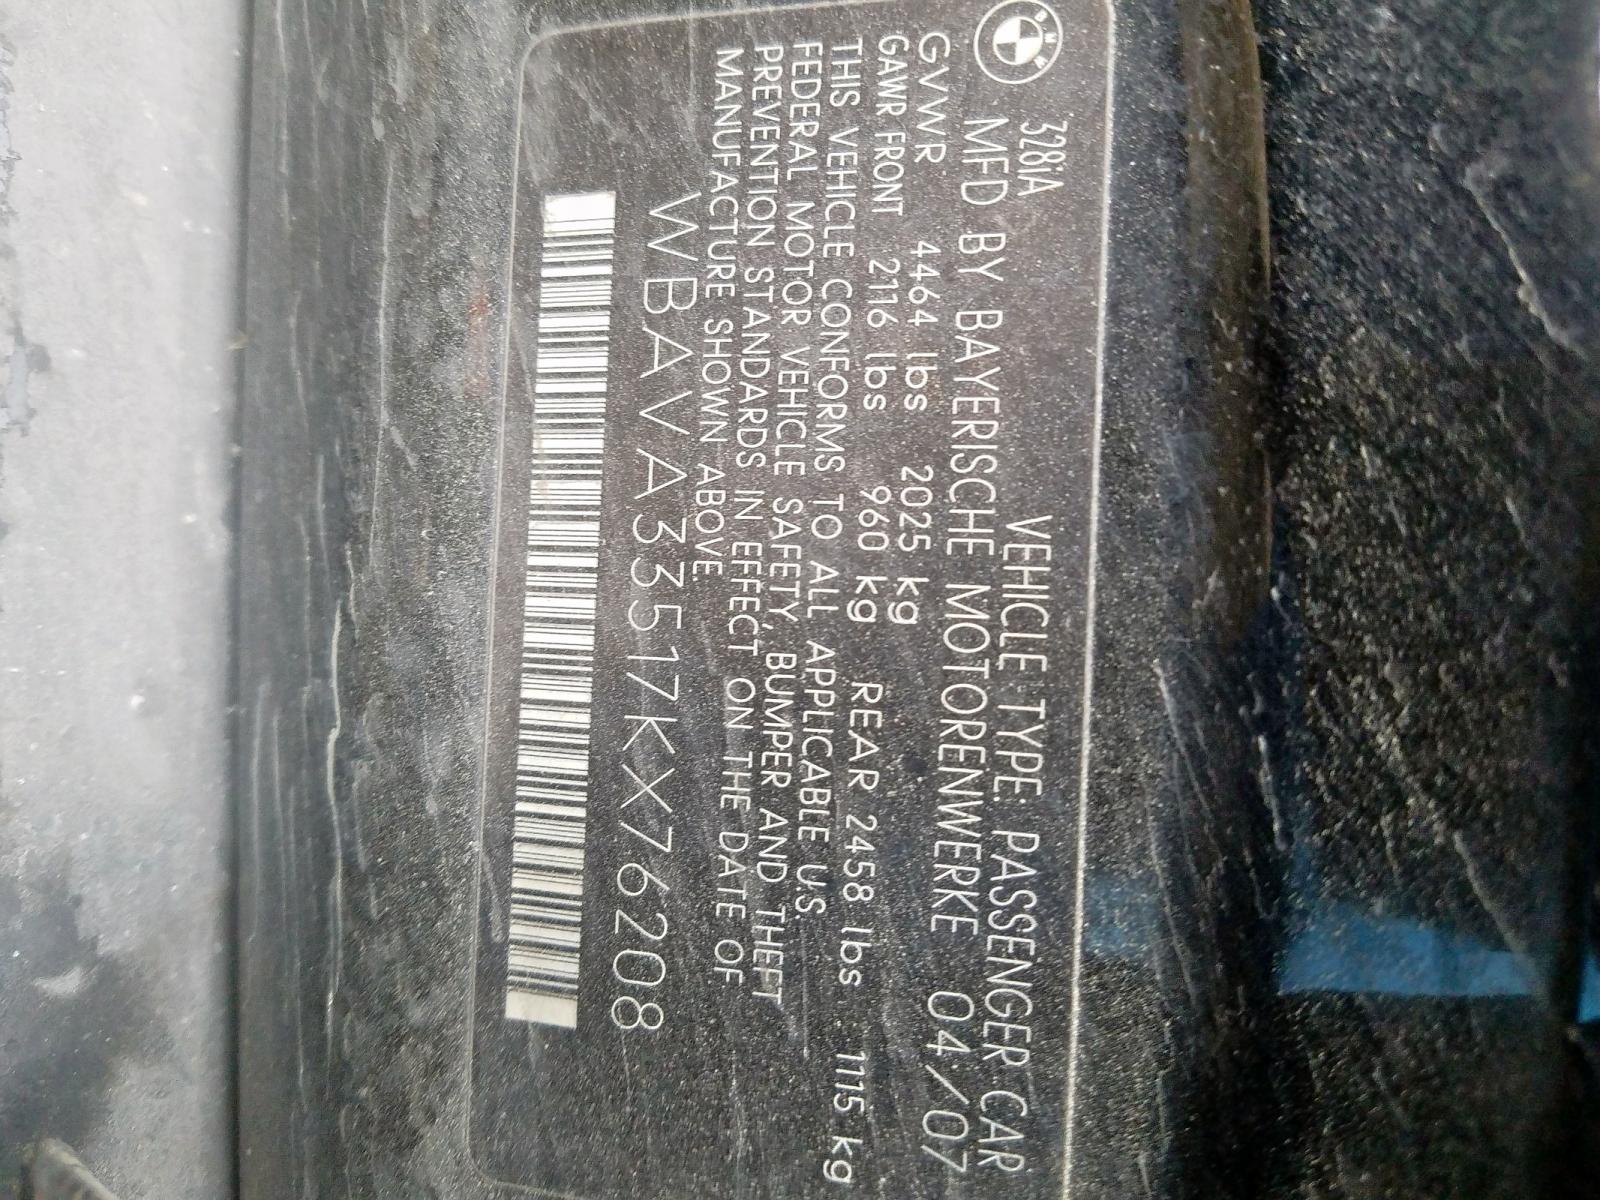 328iA VEHICLE TYPE: PASSENGER CAR
BMW MFD BY BAYERISCHE MOTORENWERKE 04/07
GVWR 4464 lbs 2025 kg
GAWR FRONT 2116 lbs 960 kg REAR 2458 lbs 1115 kg
THIS VEHICLE CONFORMS TO ALL APPLICABLE U.S.
FEDERAL MOTOR VEHICLE SAFETY, BUMPER AND THEFT
PREVENTION STANDARDS IN EFFECT ON THE DATE OF
MANUFACTURE SHOWN ABOVE.
WBAVA33517KX76208